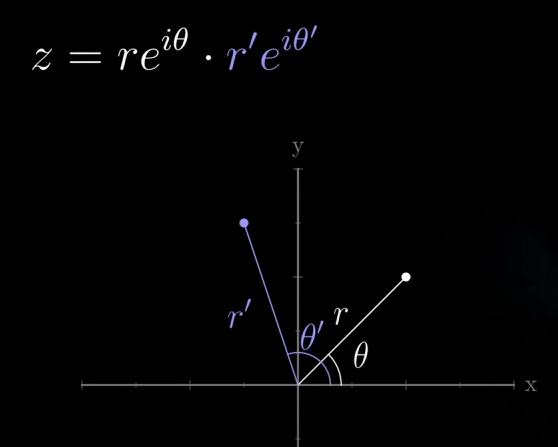 z = re^{iθ} · r′e^{iθ′}
y
r′
θ′
r
θ
x